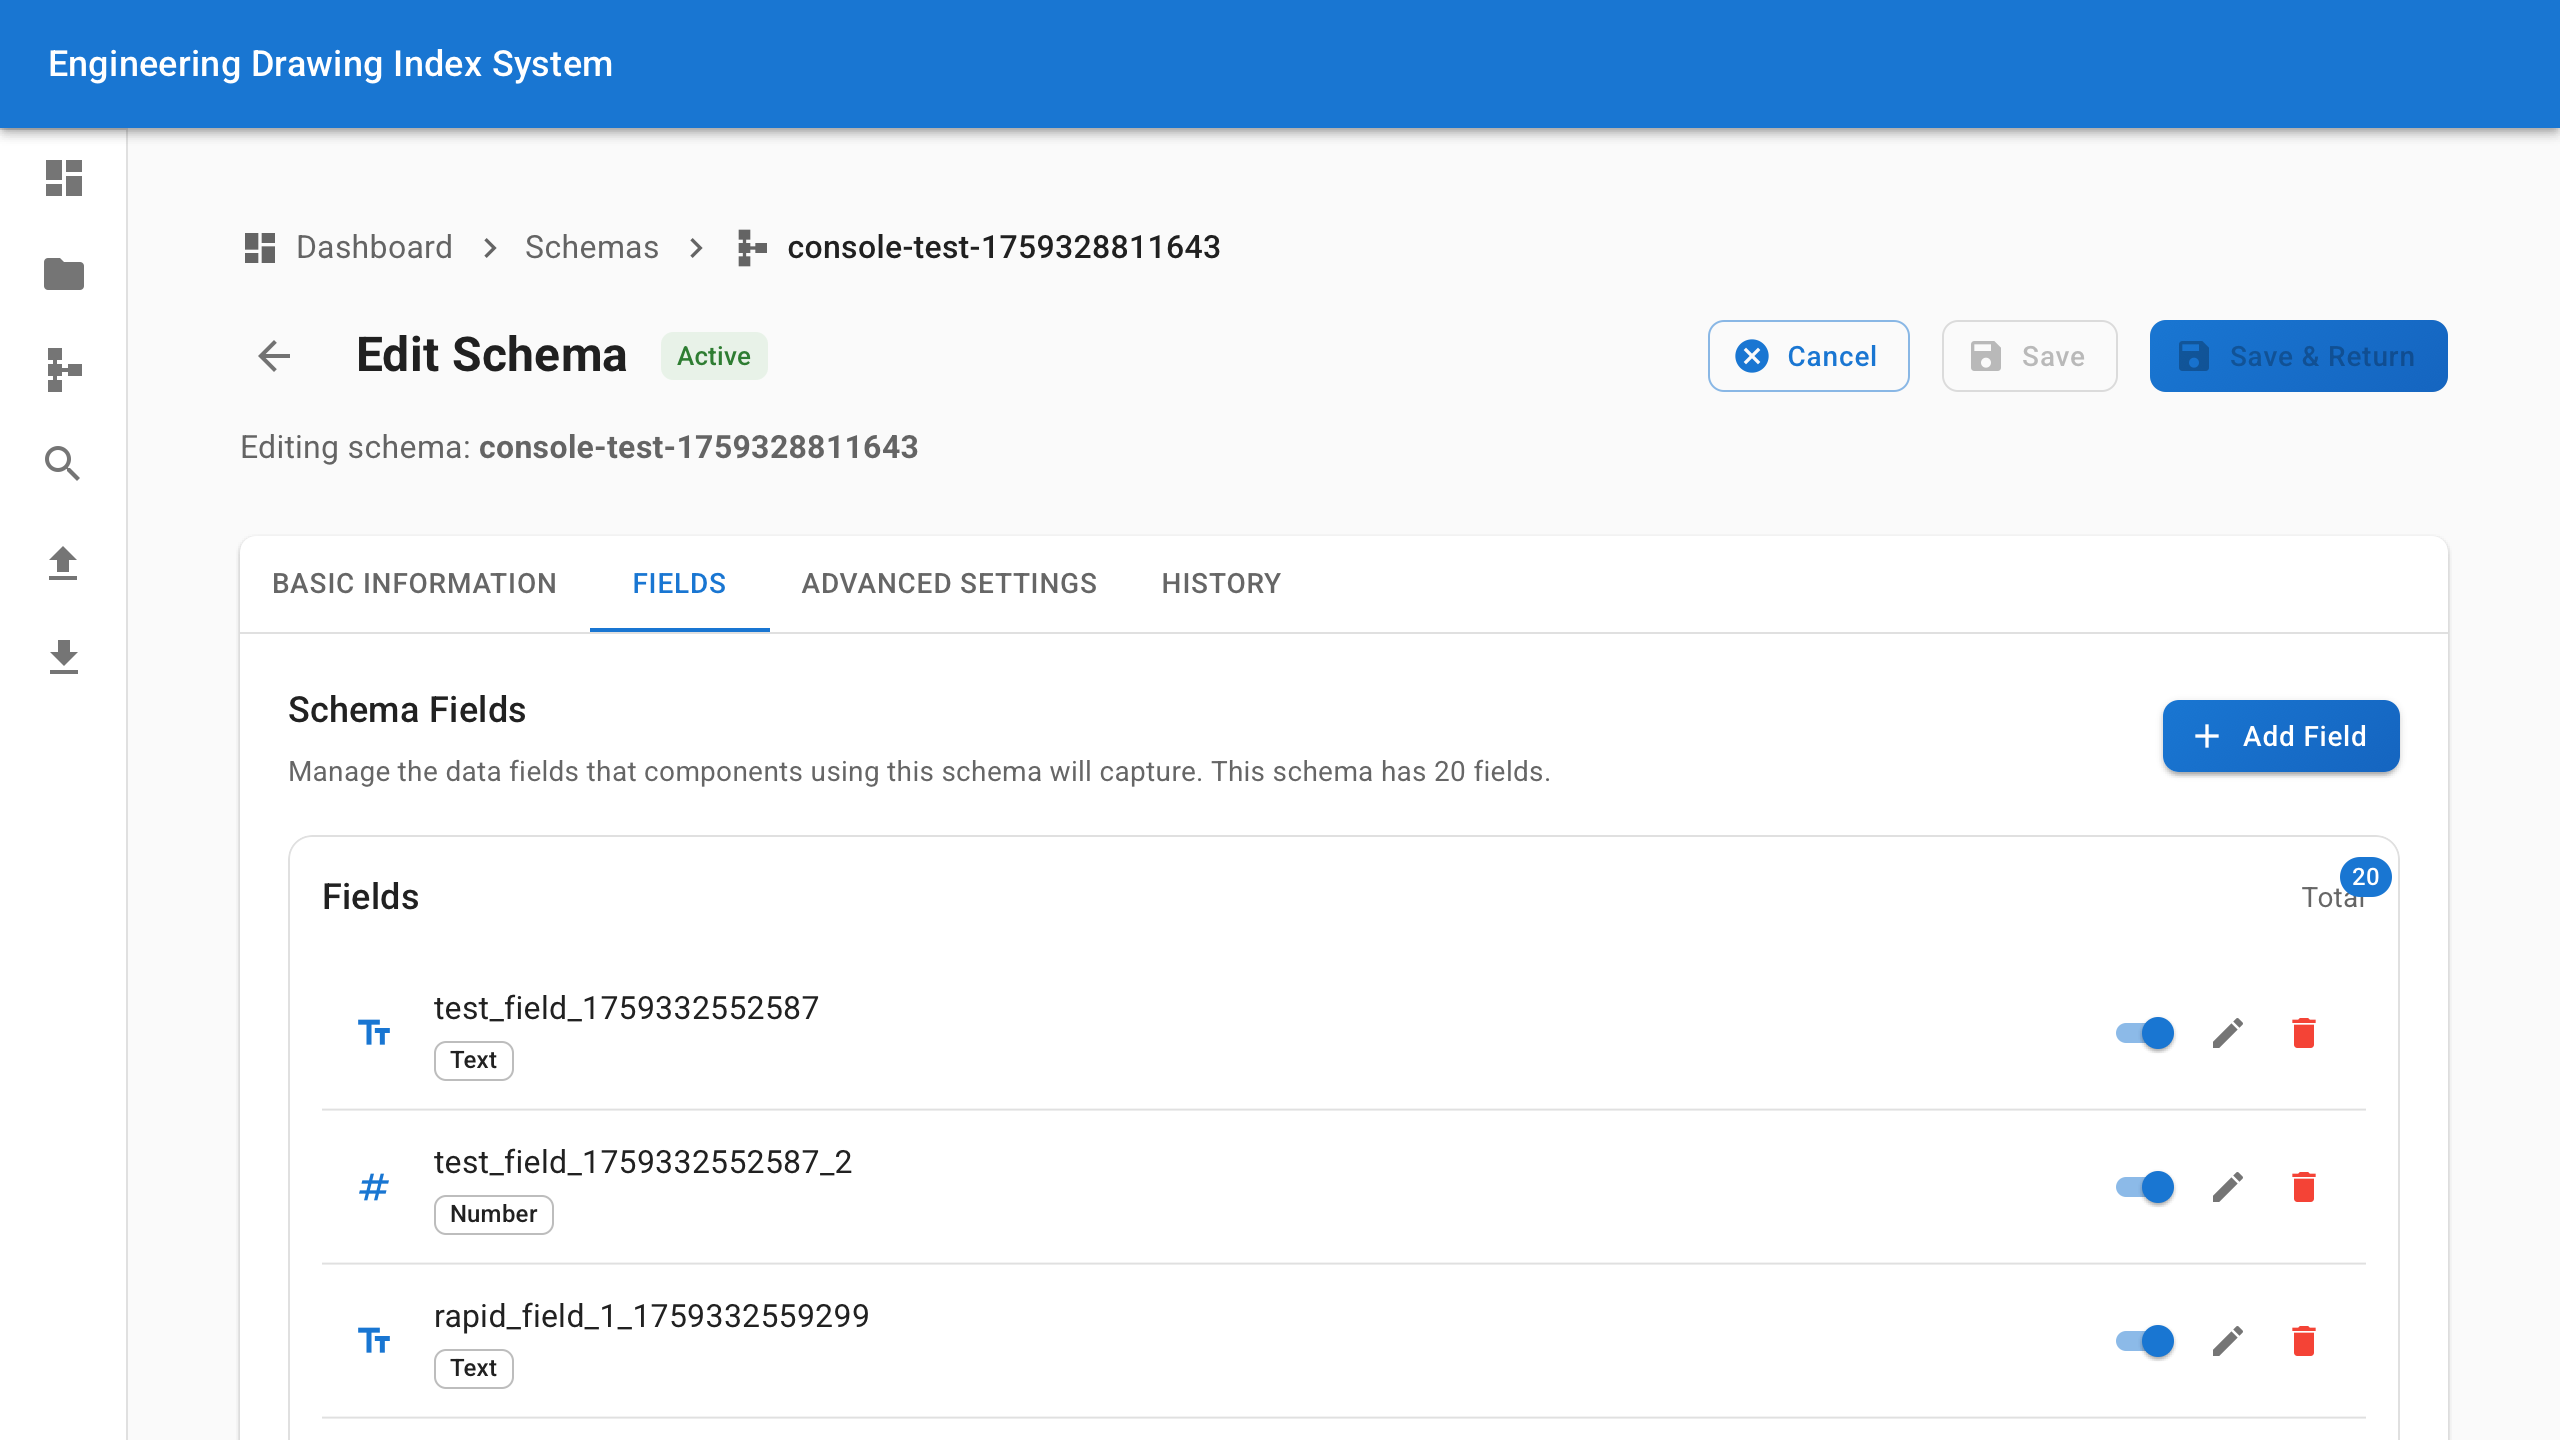 Engineering Drawing Index System
Dashboard > Schemas > console-test-1759328811643
Edit Schema Active Cancel Save Save & Return
Editing schema: console-test-1759328811643
BASIC INFORMATION FIELDS ADVANCED SETTINGS HISTORY
Schema Fields
Add Field
Manage the data fields that components using this schema will capture. This schema has 20 fields.
Fields Total 20
test_field_1759332552587
Text
test_field_1759332552587_2
Number
rapid_field_1_1759332559299
Text